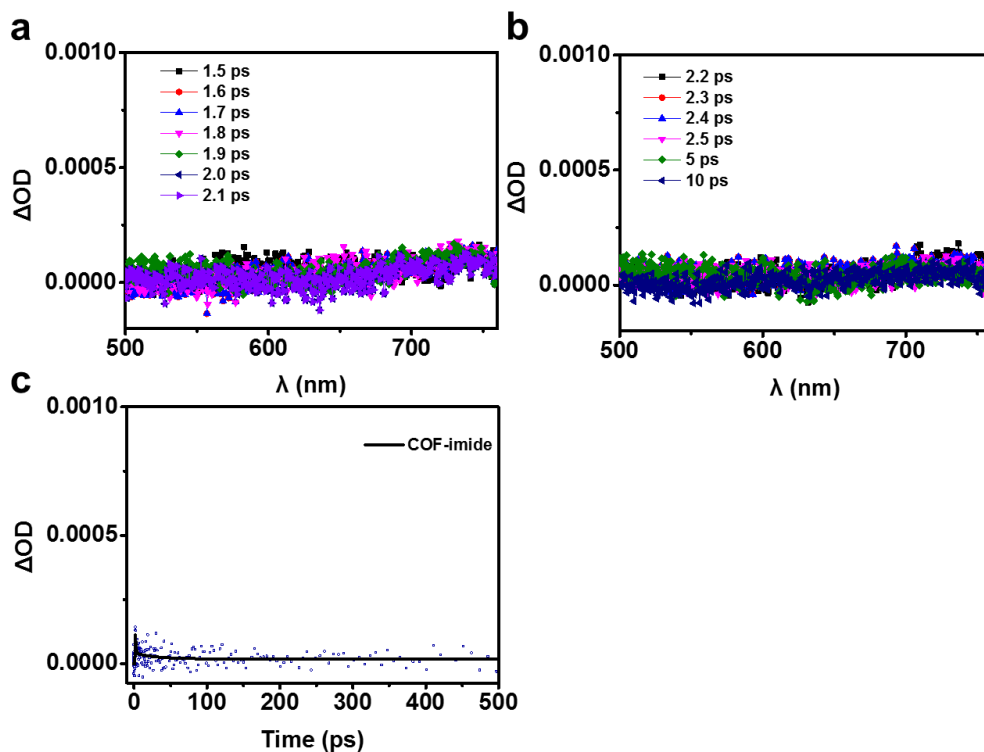 a
0.0010
0.0005
0.0000
ΔOD
1.5 ps
1.6 ps
1.7 ps
1.8 ps
1.9 ps
2.0 ps
2.1 ps
500
600
700
λ (nm)
b
0.0010
0.0005
0.0000
ΔOD
2.2 ps
2.3 ps
2.4 ps
2.5 ps
5 ps
10 ps
500
600
700
λ (nm)
c
0.0010
0.0005
0.0000
ΔOD
COF-imide
0
100
200
300
400
500
Time (ps)